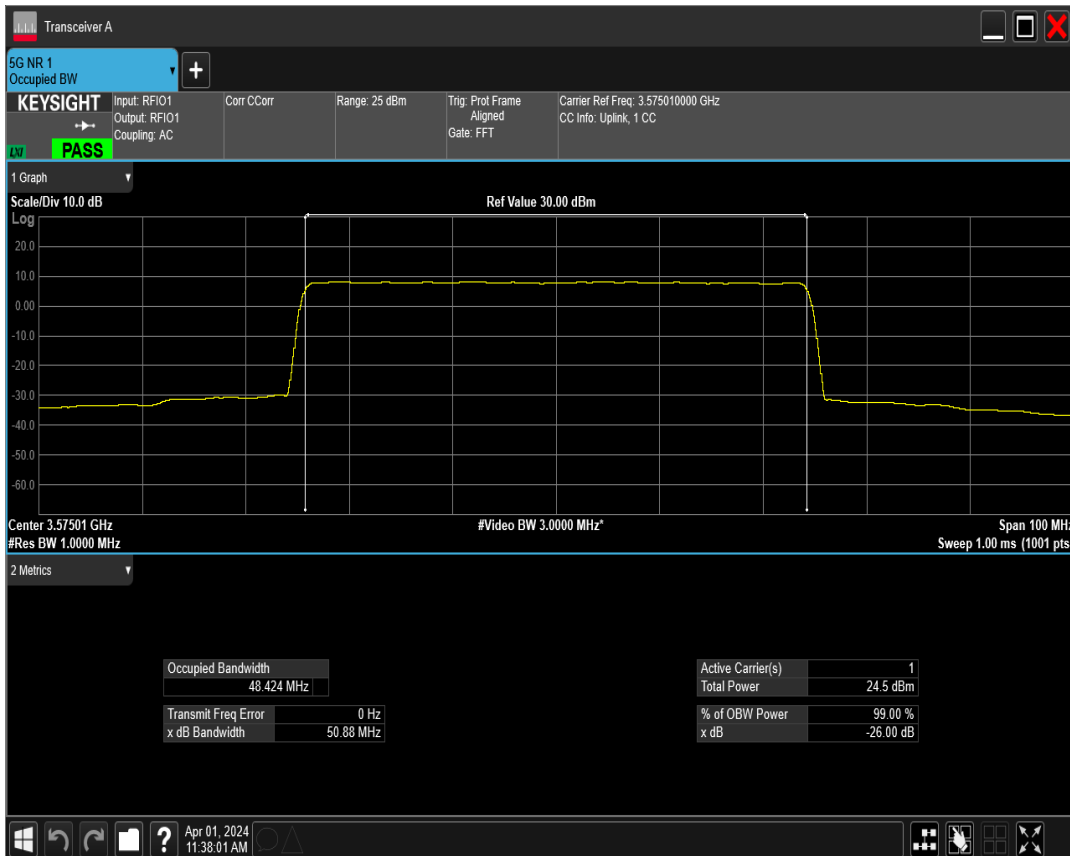 Transceiver A
5G NR 1
Occupied BW
+
KEYSIGHT
LXI
PASS
Input: RFIO1
Output: RFIO1
Coupling: AC
Corr CCorr
Range: 25 dBm
Trig: Prot Frame
Aligned
Gate: FFT
Carrier Ref Freq: 3.575010000 GHz
CC Info: Uplink, 1 CC
1 Graph
Scale/Div 10.0 dB
Ref Value 30.00 dBm
Log
20.0
10.0
0.00
-10.0
-20.0
-30.0
-40.0
-50.0
-60.0
Center 3.57501 GHz
#Video BW 3.0000 MHz*
Span 100 MHz
#Res BW 1.0000 MHz
Sweep 1.00 ms (1001 pts
2 Metrics
Occupied Bandwidth
48.424 MHz
Transmit Freq Error 0 Hz
x dB Bandwidth 50.88 MHz
Active Carrier(s) 1
Total Power 24.5 dBm
% of OBW Power 99.00 %
x dB -26.00 dB
?
Apr 01, 2024
11:38:01 AM